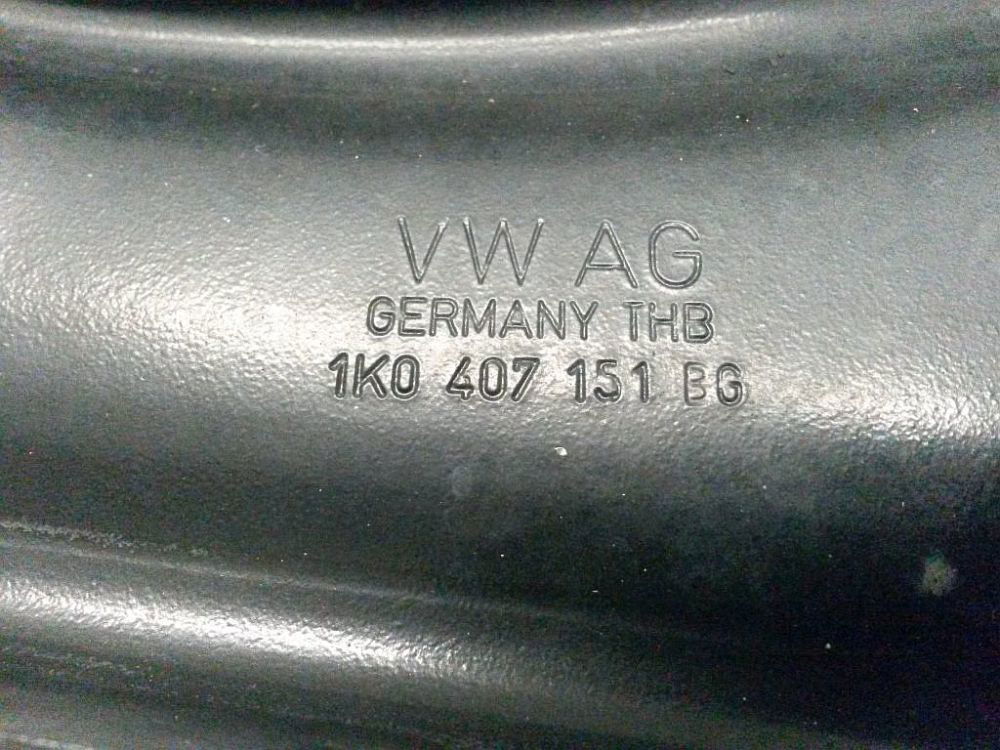 VW AG
GERMANY THB
1K0 407 151 BG